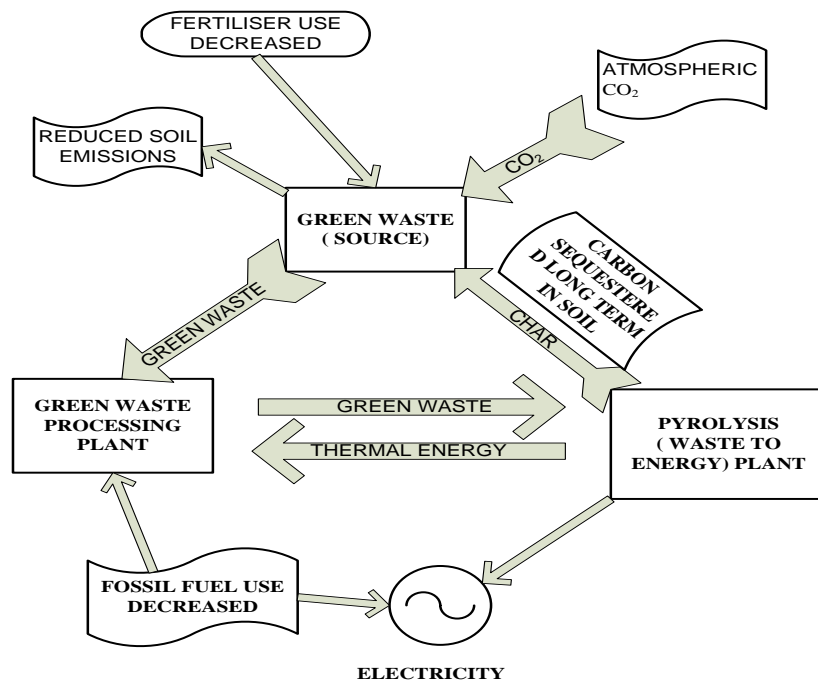 FERTILISER USE
DECREASED
ATMOSPHERIC
CO₂
REDUCED SOIL
EMISSIONS
CO₂
GREEN WASTE
( SOURCE)
CARBON
SEQUESTERE
D LONG TERM
IN SOIL
GREEN WASTE
CHAR
GREEN WASTE
PROCESSING
PLANT
GREEN WASTE
THERMAL ENERGY
PYROLYSIS
( WASTE TO
ENERGY) PLANT
FOSSIL FUEL USE
DECREASED
ELECTRICITY